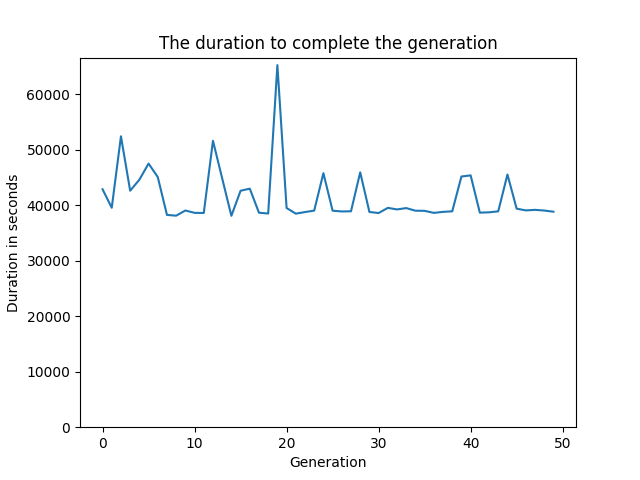 The duration to complete the generation
Duration in seconds
60000
50000
40000
30000
20000
10000
0
0 10 20 30 40 50
Generation